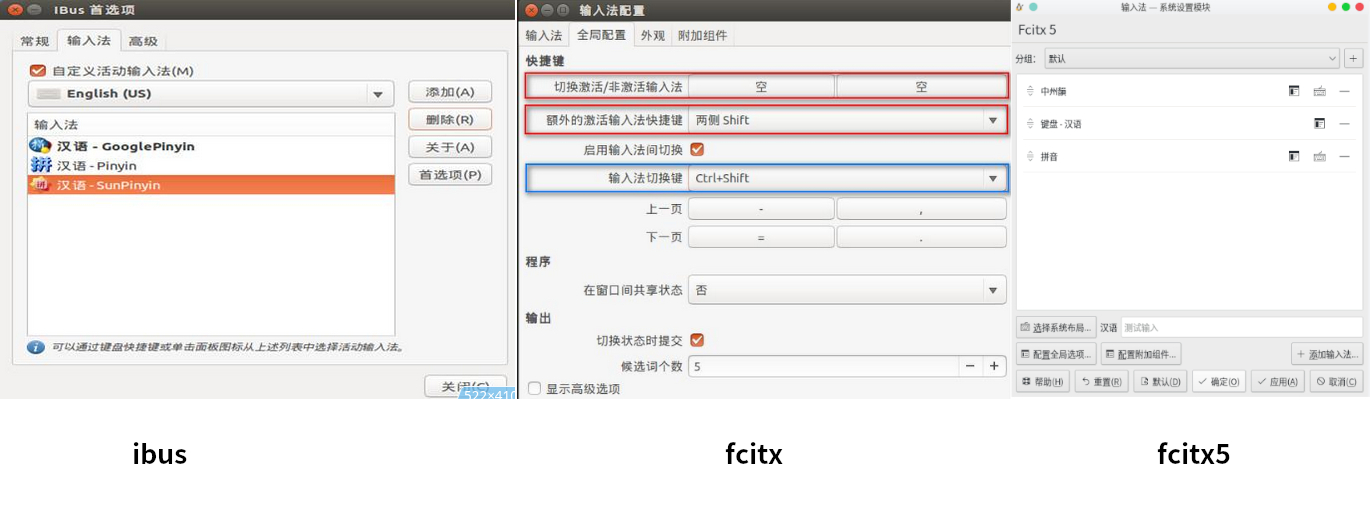 IBus 首选项
常规 输入法 高级
自定义活动输入法(M)
English (US)
添加(A)
输入法
删除(R)
汉语 - GooglePinyin
关于(A)
汉语 - Pinyin
首选项(P)
汉语 - SunPinyin
可以通过键盘快捷键或单击面板图标从上述列表中选择活动输入法。
关闭(C)
522×410
输入法配置
输入法 全局配置 外观 附加组件
快捷键
切换激活/非激活输入法 空 空
额外的激活输入法快捷键 两侧 Shift
启用输入法间切换
输入法切换键 Ctrl+Shift
上一页 - ,
下一页 = .
程序
在窗口间共享状态 否
输出
切换状态时提交
候选词个数 5 − +
显示高级选项
输入法 — 系统设置模块
Fcitx 5
分组: 默认
中州韻
键盘 - 汉语
拼音
选择系统布局... 汉语 测试输入
配置全局选项... 配置附加组件... 添加输入法...
帮助(H) 重置(R) 默认(D) 确定(O) 应用(A) 取消(C)
ibus
fcitx
fcitx5